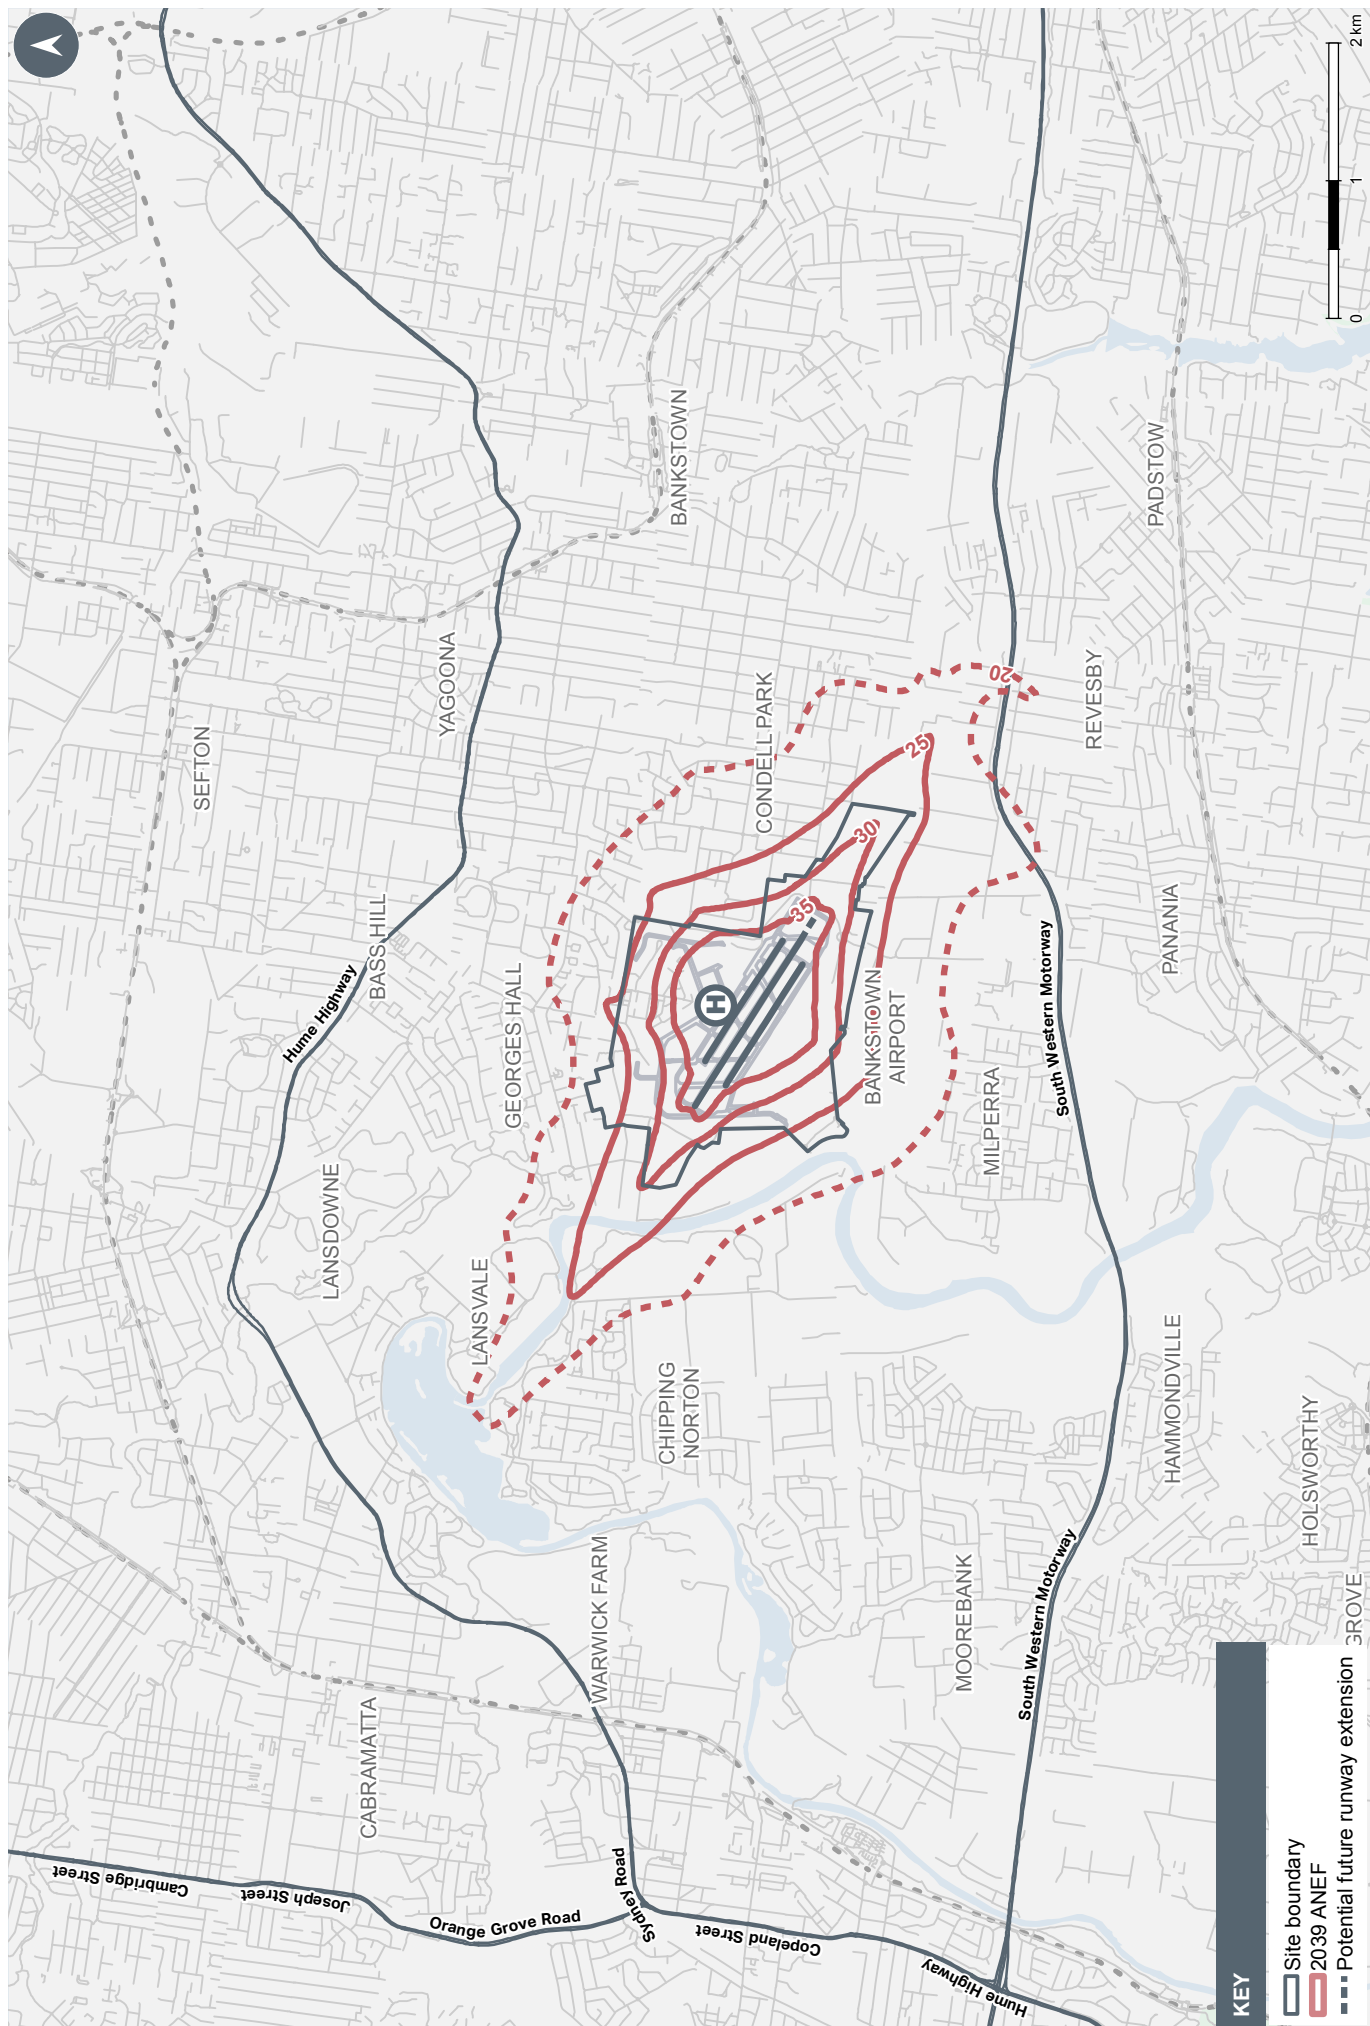 Cambridge Street
Joseph Street
Orange Grove Road
Sydney Road
Copeland Street
Hume Highway
CABRAMATTA
WARWICK FARM
LANSDOWNE
LANSVALE
CHIPPING
NORTON
MOOREBANK
South Western Motorway
HAMMONDVILLE
HOLSWORTHY
GROVE
Hume Highway
BASS HILL
GEORGES HALL
SEFTON
YAGOONA
CONDELL PARK
BANKSTOWN
BANKSTOWN
AIRPORT
MILPERRA
South Western Motorway
PANANIA
REVESBY
PADSTOW
H
35
30
25
20
KEY
Site boundary
2039 ANEF
Potential future runway extension
0
1
2 km